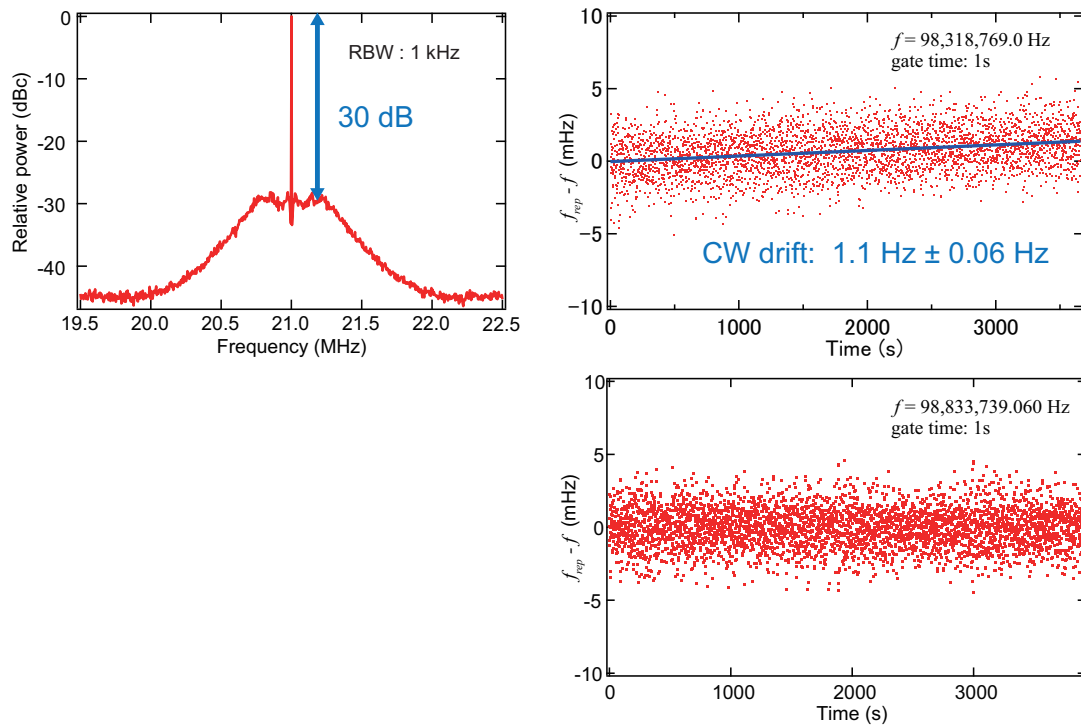 0
-10
-20
-30
-40
Relative power (dBc)
RBW : 1 kHz
30 dB
19.5 20.0 20.5 21.0 21.5 22.0 22.5
Frequency (MHz)
10
5
0
−5
−10
f_rep - f (mHz)
f = 98,318,769.0 Hz
gate time: 1s
CW drift: 1.1 Hz ± 0.06 Hz
0 1000 2000 3000
Time (s)
10
5
0
-5
-10
f_rep - f (mHz)
f = 98,833,739.060 Hz
gate time: 1s
0 1000 2000 3000
Time (s)